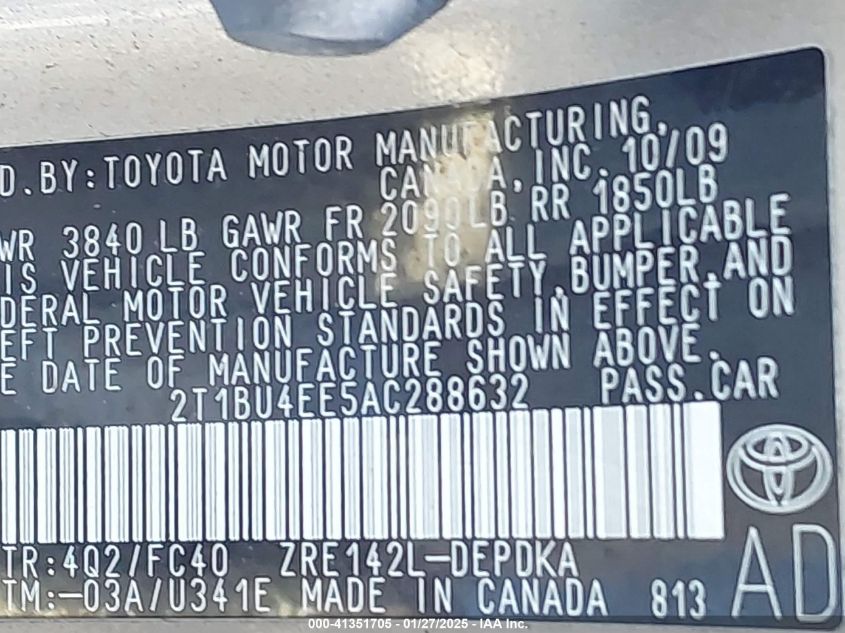 D. BY: TOYOTA MOTOR MANUFACTURING,
CANADA, INC. 10/09
WR 3840 LB GAWR FR 2090LB RR 1850LB
IS VEHICLE CONFORMS TO ALL APPLICABLE
DERAL MOTOR VEHICLE SAFETY, BUMPER, AND
EFT PREVENTION STANDARDS IN EFFECT ON
E DATE OF MANUFACTURE SHOWN ABOVE.
2T1BU4EE5AC288632 PASS. CAR
TR: 4Q2/FC40 ZRE142L-DEPDKA
TM: -03A/U341E MADE IN CANADA 813
AD
000-41351705 - 01/27/2025 - IAA Inc.